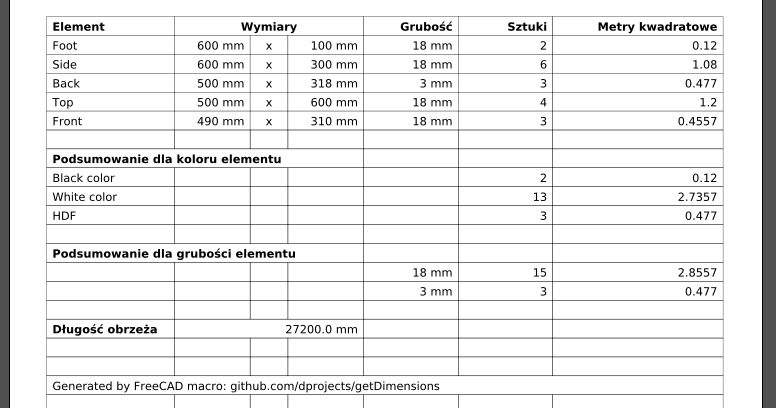 Element Wymiary Grubość Sztuki Metry kwadratowe
Foot 600 mm x 100 mm 18 mm 2 0.12
Side 600 mm x 300 mm 18 mm 6 1.08
Back 500 mm x 318 mm 3 mm 3 0.477
Top 500 mm x 600 mm 18 mm 4 1.2
Front 490 mm x 310 mm 18 mm 3 0.4557
Podsumowanie dla koloru elementu
Black color 2 0.12
White color 13 2.7357
HDF 3 0.477
Podsumowanie dla grubości elementu
18 mm 15 2.8557
3 mm 3 0.477
Długość obrzeża 27200.0 mm
Generated by FreeCAD macro: github.com/dprojects/getDimensions